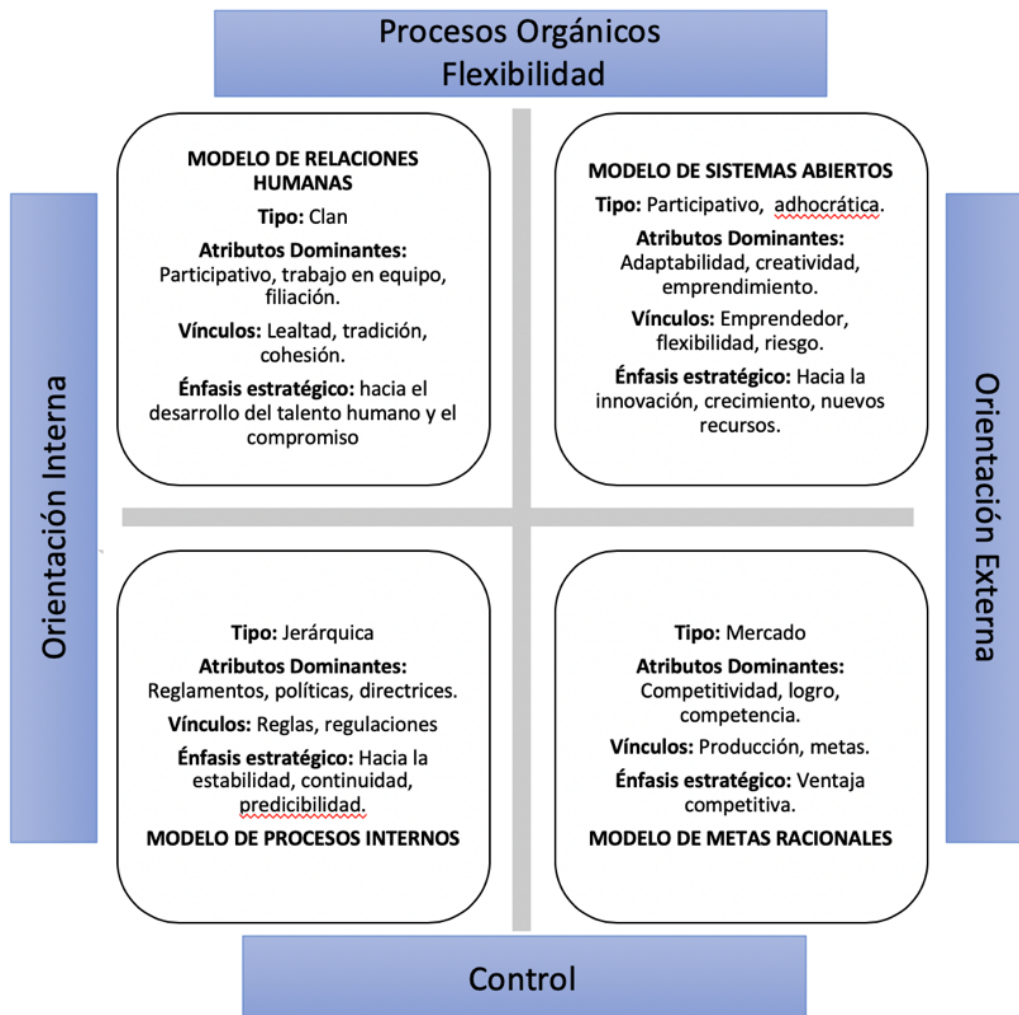 Procesos Orgánicos
Flexibilidad
Orientación Interna
MODELO DE RELACIONES
HUMANAS
Tipo: Clan
Atributos Dominantes:
Participativo, trabajo en equipo,
filiación.
Vínculos: Lealtad, tradición,
cohesión.
Énfasis estratégico: hacia el
desarrollo del talento humano y el
compromiso
MODELO DE SISTEMAS ABIERTOS
Tipo: Participativo, adhocrática.
Atributos Dominantes:
Adaptabilidad, creatividad,
emprendimiento.
Vínculos: Emprendedor,
flexibilidad, riesgo.
Énfasis estratégico: Hacia la
innovación, crecimiento, nuevos
recursos.
Orientación Externa
Tipo: Jerárquica
Atributos Dominantes:
Reglamentos, políticas, directrices.
Vínculos: Reglas, regulaciones
Énfasis estratégico: Hacia la
estabilidad, continuidad,
predicibilidad.
MODELO DE PROCESOS INTERNOS
Tipo: Mercado
Atributos Dominantes:
Competitividad, logro,
competencia.
Vínculos: Producción, metas.
Énfasis estratégico: Ventaja
competitiva.
MODELO DE METAS RACIONALES
Control